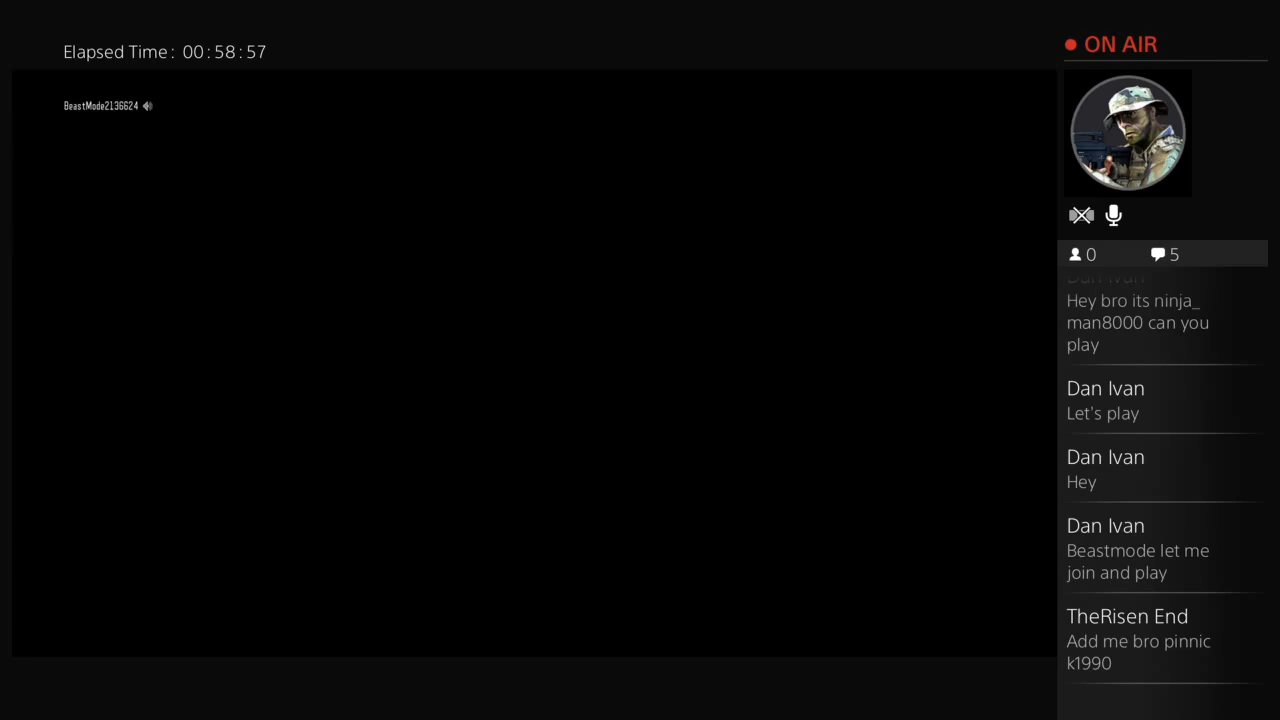 Elapsed Time: 00:58:57
BeastMode2136624
ON AIR
0 5
Dan Ivan
Hey bro its ninja_
man8000 can you
play
Dan Ivan
Let's play
Dan Ivan
Hey
Dan Ivan
Beastmode let me
join and play
TheRisen End
Add me bro pinnic
k1990